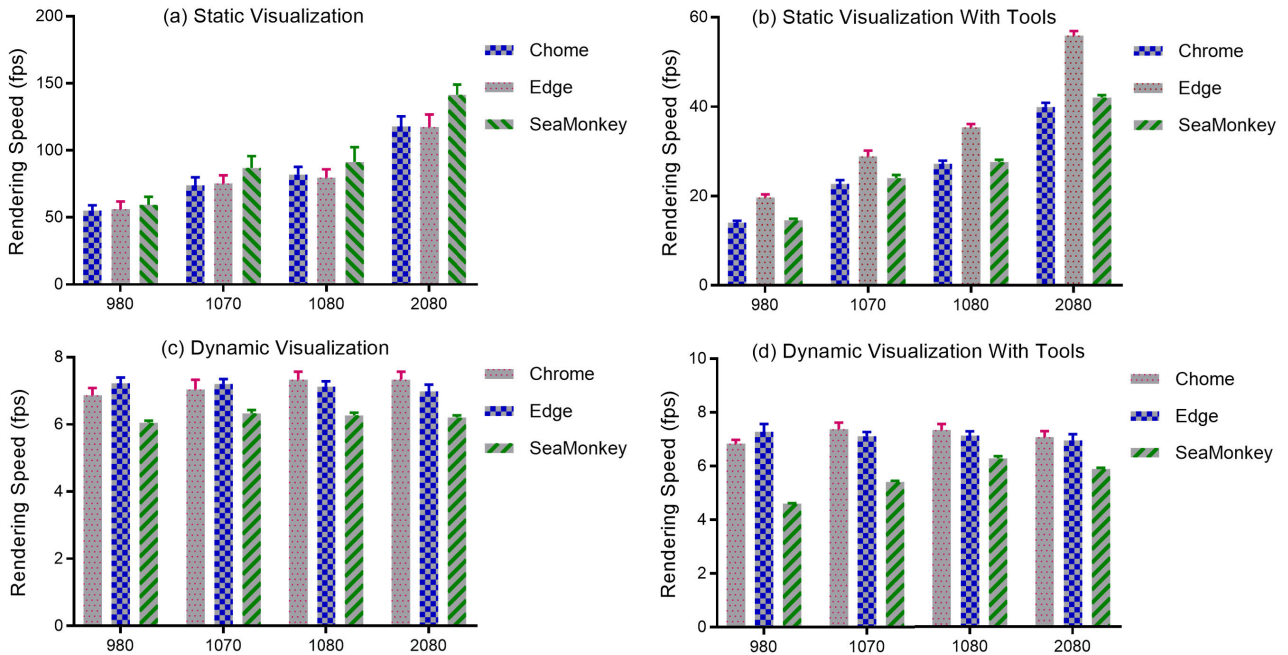 (a) Static Visualization
Rendering Speed (fps)
200
150
100
50
0
980
1070
1080
2080
Chome
Edge
SeaMonkey
(b) Static Visualization With Tools
Rendering Speed (fps)
60
40
20
0
980
1070
1080
2080
Chrome
Edge
SeaMonkey
(c) Dynamic Visualization
Rendering Speed (fps)
8
6
4
2
0
980
1070
1080
2080
Chrome
Edge
SeaMonkey
(d) Dynamic Visualization With Tools
Rendering Speed (fps)
10
8
6
4
2
0
980
1070
1080
2080
Chome
Edge
SeaMonkey